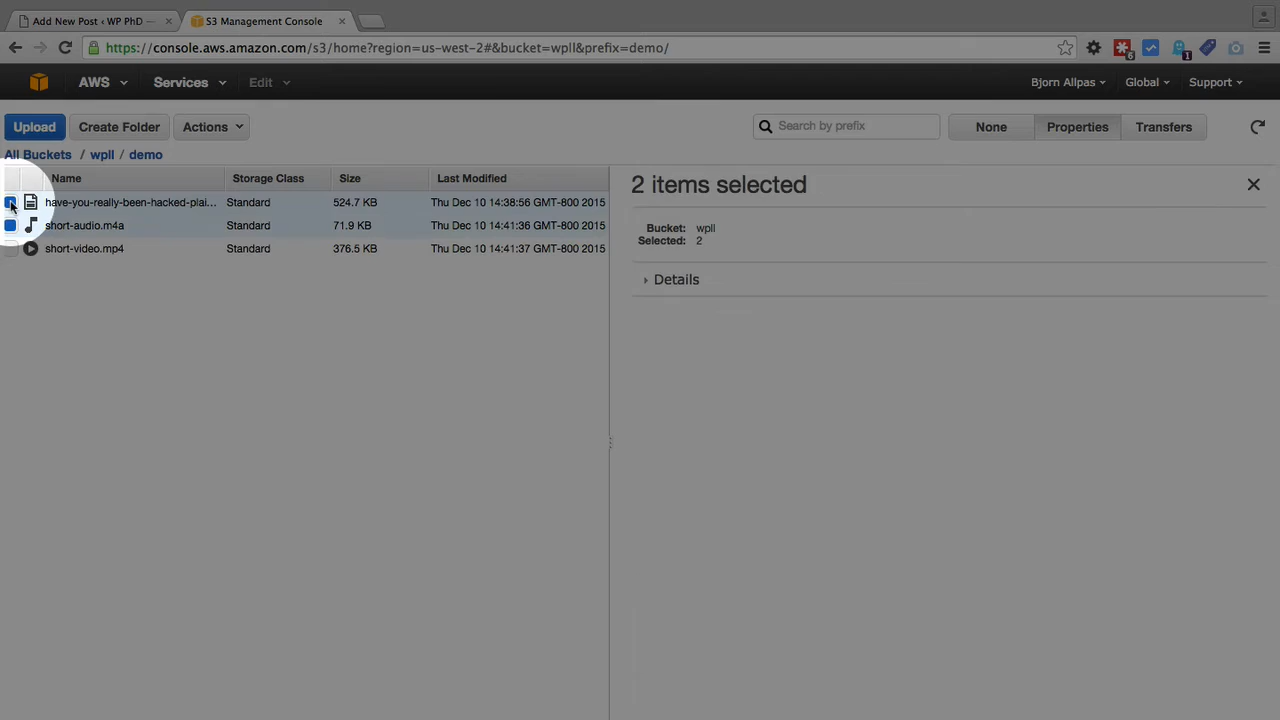 Add New Post ‹ WP PhD —
S3 Management Console
https://console.aws.amazon.com/s3/home?region=us-west-2#&bucket=wpll&prefix=demo/
6
1
AWS Services Edit
Bjorn Allpas Global Support
Upload Create Folder Actions
Search by prefix
None Properties Transfers
All Buckets / wpll / demo
Name Storage Class Size Last Modified
have-you-really-been-hacked-plai... Standard 524.7 KB Thu Dec 10 14:38:56 GMT-800 2015
short-audio.m4a Standard 71.9 KB Thu Dec 10 14:41:36 GMT-800 2015
short-video.mp4 Standard 376.5 KB Thu Dec 10 14:41:37 GMT-800 2015
2 items selected
Bucket: wpll
Selected: 2
Details